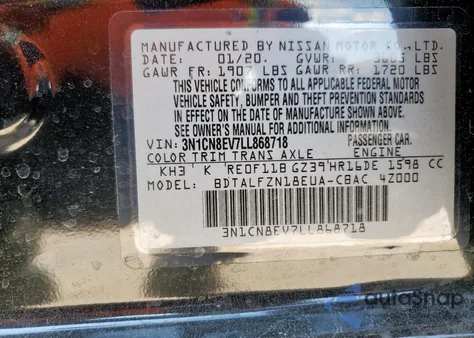 MANUFACTURED BY NISSAN MOTOR CO., LTD.
DATE: 01/20. GVWR: LBS
GAWR FR: 1907 LBS GAWR RR: 1720 LBS
THIS VEHICLE CONFORMS TO ALL APPLICABLE FEDERAL MOTOR
VEHICLE SAFETY, BUMPER AND THEFT PREVENTION STANDARDS
IN EFFECT ON THE DATE OF MANUFACTURE SHOWN ABOVE.
SEE OWNER'S MANUAL FOR ADDITIONAL INFORMATION.
VIN: 3N1CN8EV7LL868718 PASSENGER CAR.
COLOR TRIM TRANS AXLE ENGINE
KH3 K RE0F11B GZ39 HR16DE 1598 CC
MODEL: BDTALFZN18EUA-CBAC 4Z000
3N1CN8EV7LL868718
autoSnap